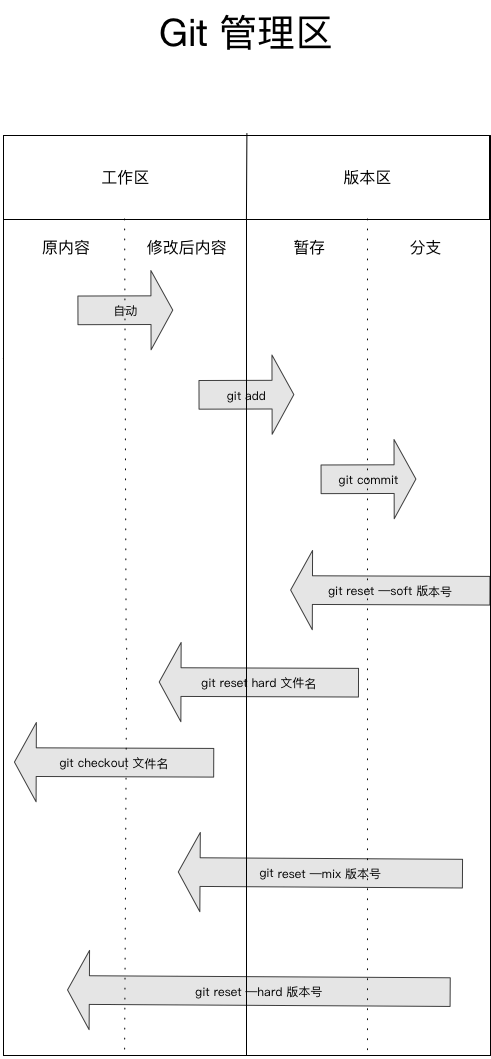 Git 管理区
工作区
版本区
原内容
修改后内容
暂存
分支
自动
git add
git commit
git reset —soft 版本号
git reset hard 文件名
git checkout 文件名
git reset —mix 版本号
git reset —hard 版本号